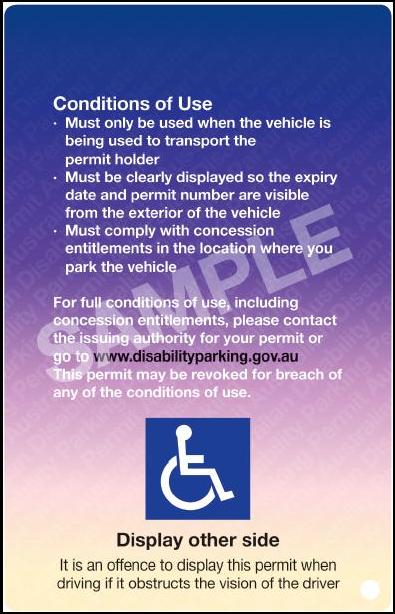 Conditions of Use
· Must only be used when the vehicle is
being used to transport the
permit holder
· Must be clearly displayed so the expiry
date and permit number are visible
from the exterior of the vehicle
· Must comply with concession
entitlements in the location where you
park the vehicle
SAMPLE
For full conditions of use, including
concession entitlements, please contact
the issuing authority for your permit or
go to www.disabilityparking.gov.au
This permit may be revoked for breach of
any of the conditions of use.
Display other side
It is an offence to display this permit when
driving if it obstructs the vision of the driver